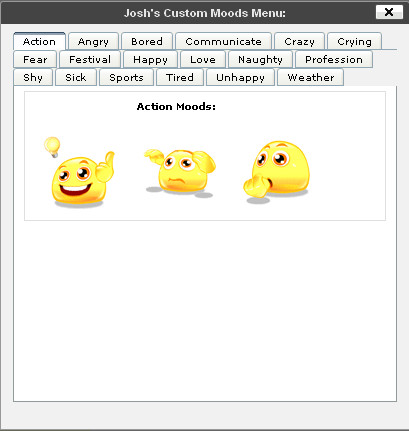 Josh's Custom Moods Menu:
Action Angry Bored Communicate Crazy Crying
Fear Festival Happy Love Naughty Profession
Shy Sick Sports Tired Unhappy Weather
Action Moods: